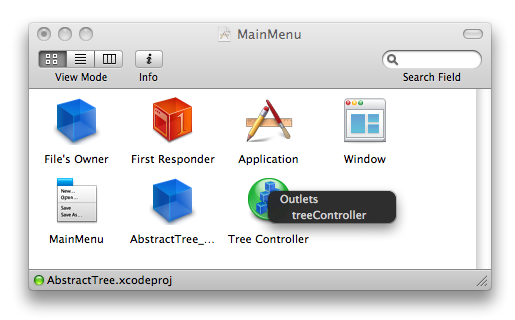 MainMenu
View Mode
Info
Search Field
File's Owner
First Responder
Application
Window
New...
Open...
Save
Save As...
MainMenu
AbstractTree_...
Tree Controller
Outlets
treeController
AbstractTree.xcodeproj